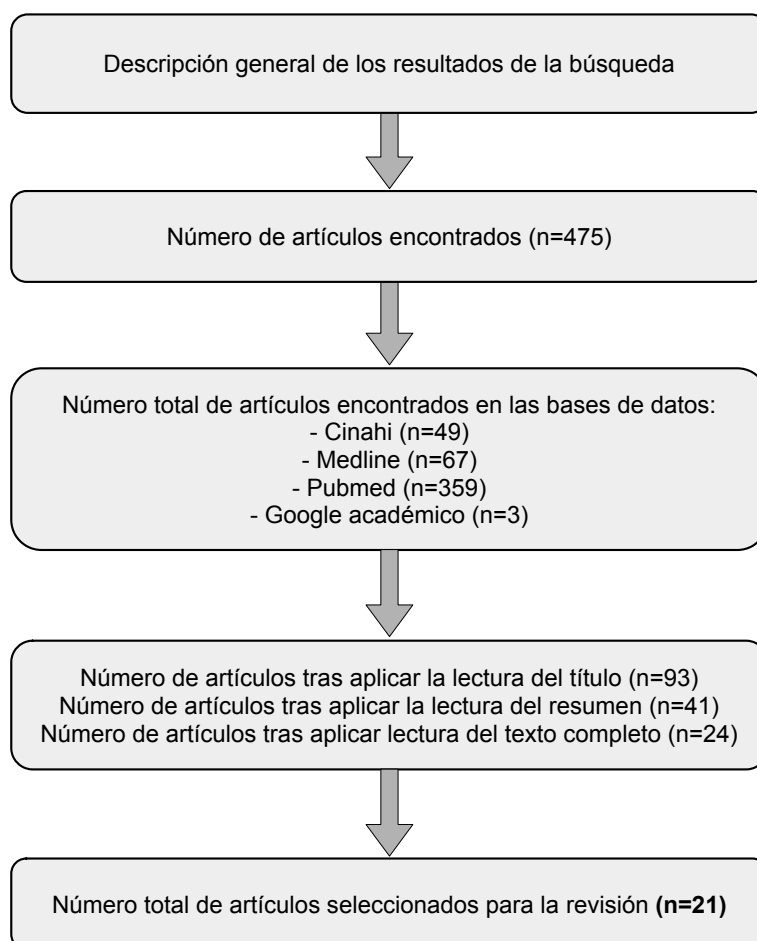 Descripción general de los resultados de la búsqueda
Número de artículos encontrados (n=475)
Número total de artículos encontrados en las bases de datos:
- Cinahi (n=49)
- Medline (n=67)
- Pubmed (n=359)
- Google académico (n=3)
Número de artículos tras aplicar la lectura del título (n=93)
Número de artículos tras aplicar la lectura del resumen (n=41)
Número de artículos tras aplicar lectura del texto completo (n=24)
Número total de artículos seleccionados para la revisión (n=21)